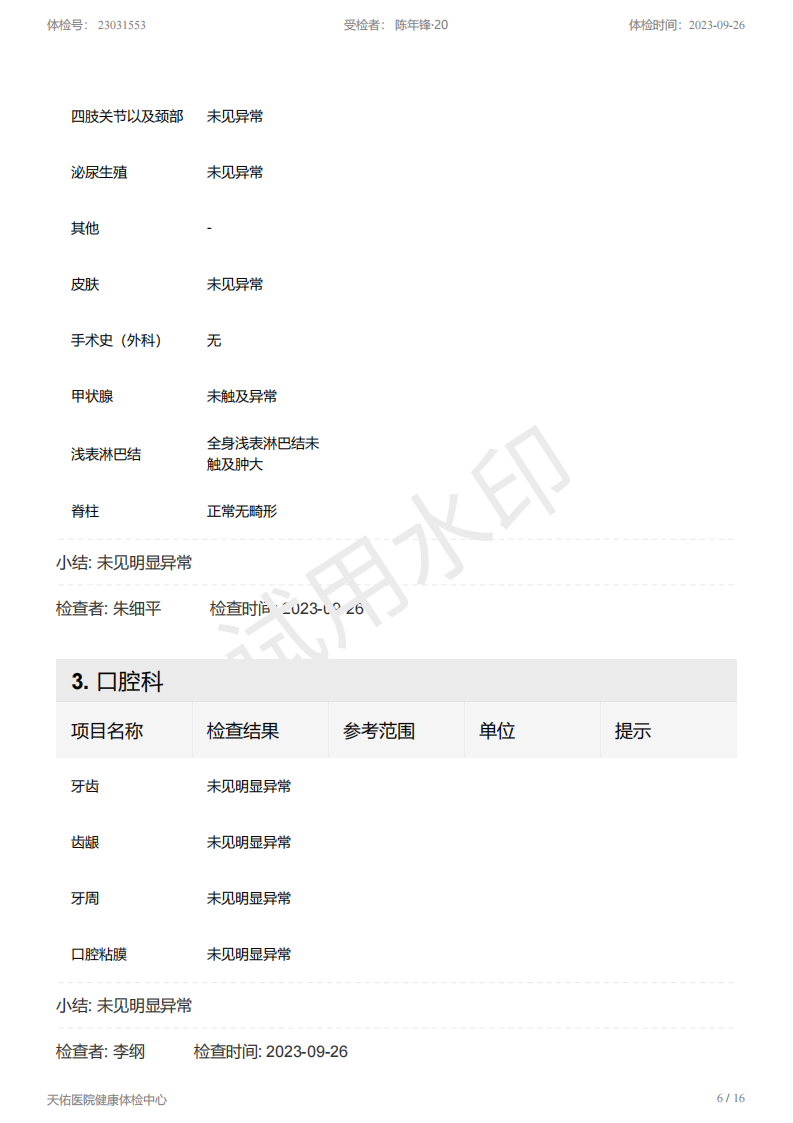 体检号： 23031553 受检者： 陈年锋·20 体检时间：2023-09-26
四肢关节以及颈部 未见异常
泌尿生殖 未见异常
其他 -
皮肤 未见异常
手术史（外科） 无
甲状腺 未触及异常
浅表淋巴结 全身浅表淋巴结未
触及肿大
脊柱 正常无畸形
小结: 未见明显异常
检查者: 朱细平 检查时间: 2023-09-26
试用水印
3. 口腔科
项目名称 检查结果 参考范围 单位 提示
牙齿 未见明显异常
齿龈 未见明显异常
牙周 未见明显异常
口腔粘膜 未见明显异常
小结: 未见明显异常
检查者: 李纲 检查时间: 2023-09-26
天佑医院健康体检中心 6 / 16